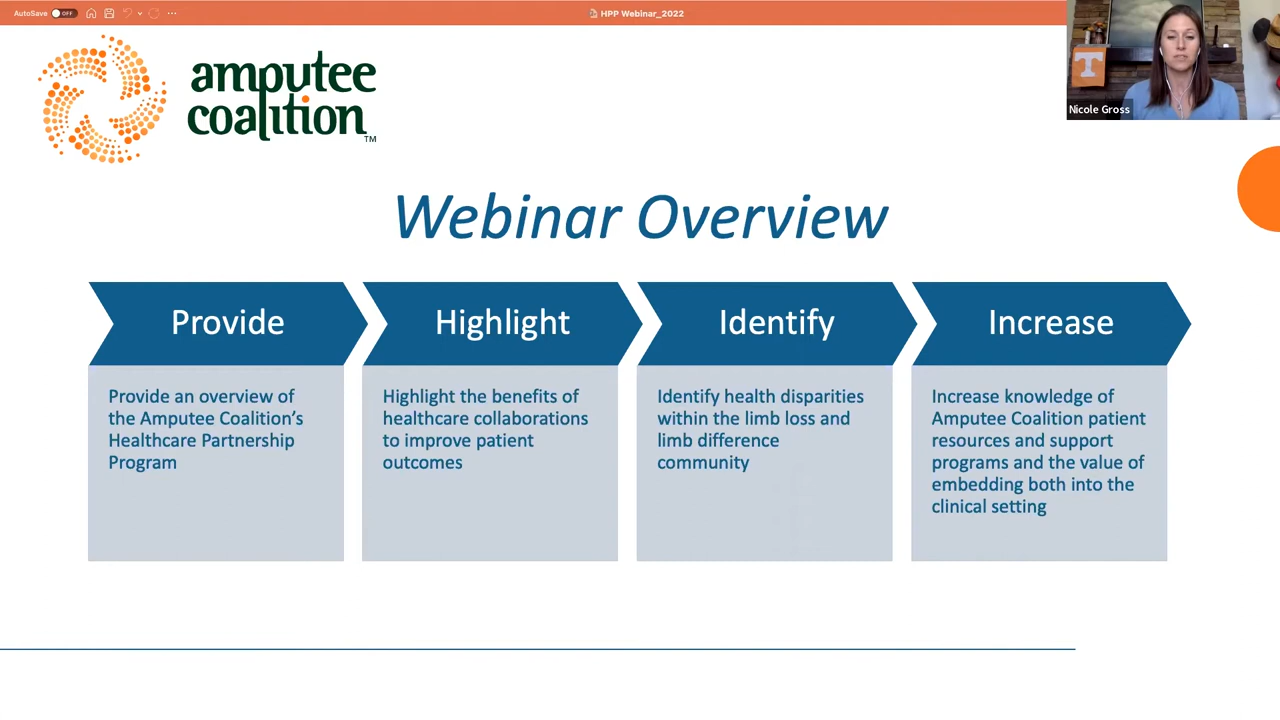 AutoSave OFF
HPP Webinar_2022
amputee
coalition
TM
T
Nicole Gross
Webinar Overview
Provide
Highlight
Identify
Increase
Provide an overview of
the Amputee Coalition’s
Healthcare Partnership
Program
Highlight the benefits of
healthcare collaborations
to improve patient
outcomes
Identify health disparities
within the limb loss and
limb difference
community
Increase knowledge of
Amputee Coalition patient
resources and support
programs and the value of
embedding both into the
clinical setting